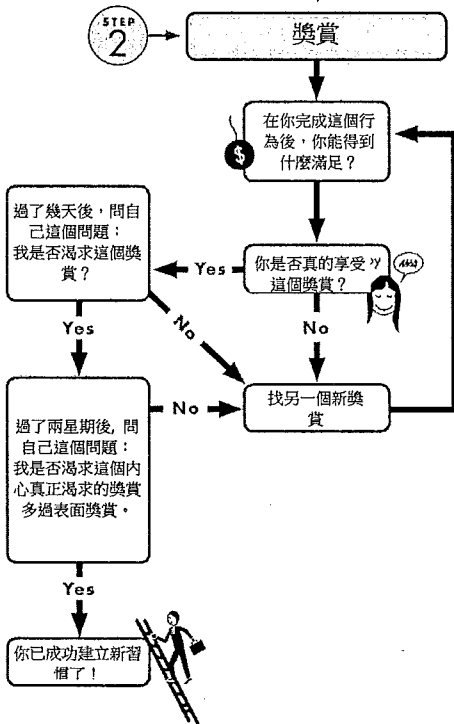 STEP
2
獎賞
在你完成這個行
為後，你能得到
什麼滿足？
$
過了幾天後，問自
己這個問題：
我是否渴求這個獎
賞？
Yes
你是否真的享受
這個獎賞？
Yes
No
No
過了兩星期後, 問
自己這個問題：
我是否渴求這個内
心真正渴求的獎賞
多過表面獎賞。
No
找另一個新獎
賞
Yes
你已成功建立新習
慣了！